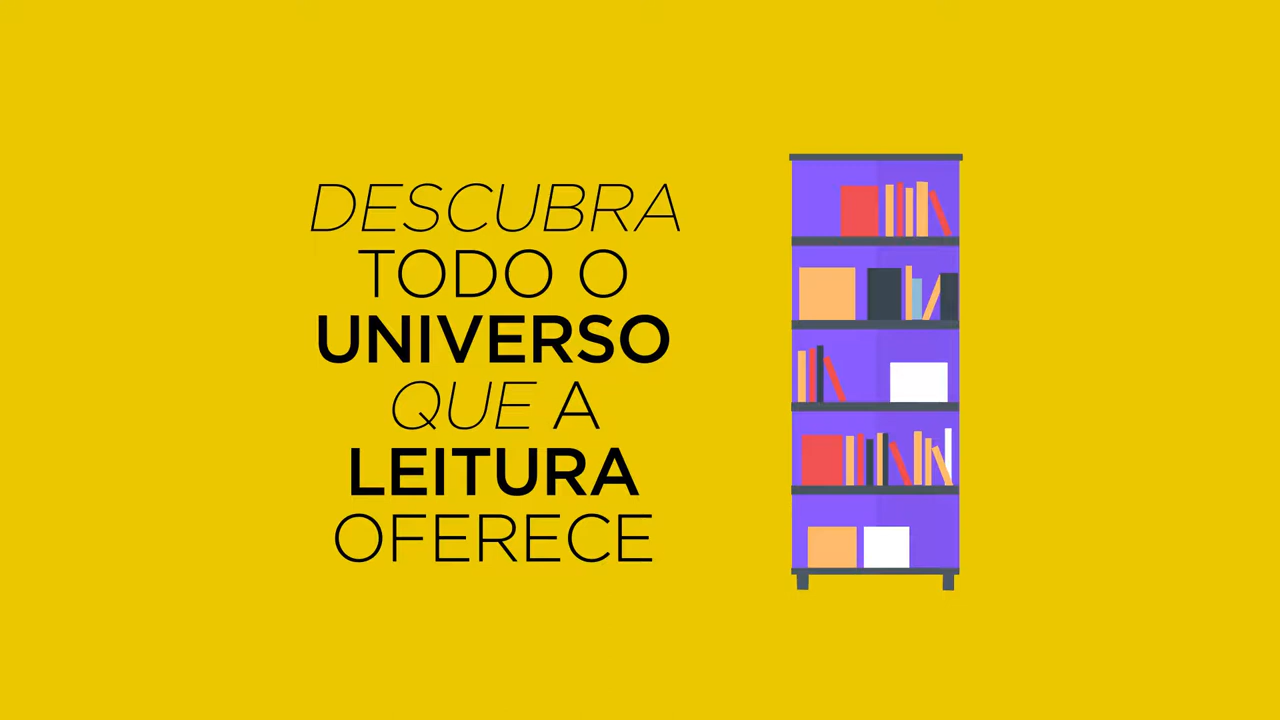 DESCUBRA
TODO O
UNIVERSO
QUE A
LEITURA
OFERECE